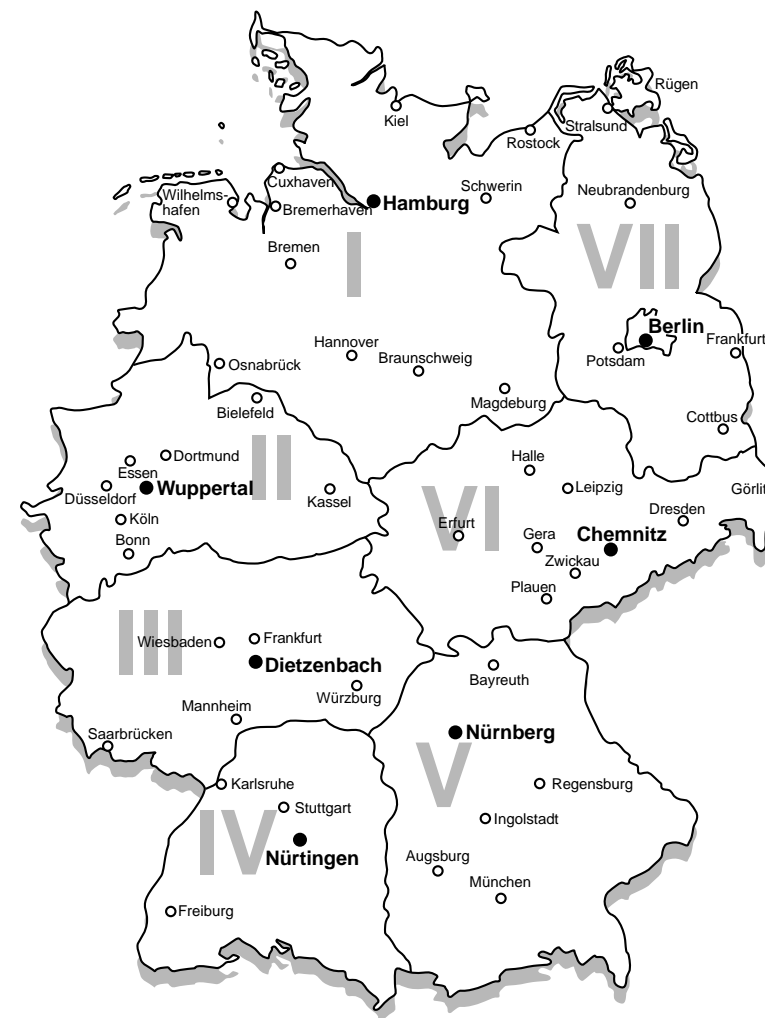 Rügen
Kiel
Stralsund
Rostock
Cuxhaven
Wilhelms-
hafen
Bremerhaven
Hamburg
Schwerin
Neubrandenburg
Bremen
I
VII
Berlin
Frankfurt
Potsdam
Hannover
Braunschweig
Osnabrück
Magdeburg
Bielefeld
Cottbus
Dortmund
II
Halle
Essen
Wuppertal
Düsseldorf
Kassel
Leipzig
Görlit
VI
Köln
Dresden
Erfurt
Gera
Chemnitz
Bonn
Zwickau
Plauen
III
Wiesbaden
Frankfurt
Dietzenbach
Bayreuth
Würzburg
Mannheim
Saarbrücken
Nürnberg
V
Karlsruhe
Regensburg
Stuttgart
Ingolstadt
IV
Nürtingen
Augsburg
München
Freiburg